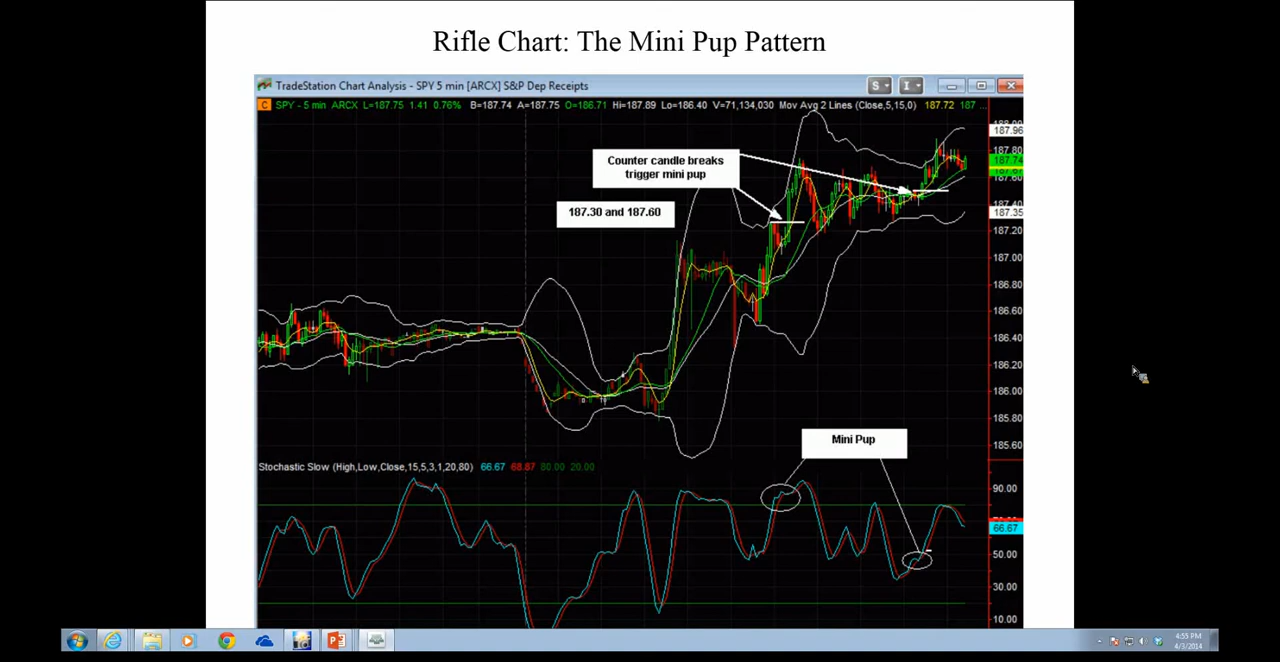 Rifle Chart: The Mini Pup Pattern
TradeStation Chart Analysis - SPY 5 min [ARCX] S&P Dep Receipts
S
I
C SPY - 5 min ARCX L=187.75 1.41 0.76% B=187.74 A=187.75 O=186.71 Hi=187.89 Lo=186.40 V=71,134,030 Mov Avg 2 Lines (Close,5,15,0) 187.72 187 ...
187.96
187.80
187.74
187.60
187.40
187.35
187.20
187.00
186.80
186.60
186.40
186.20
186.00
185.80
185.60
Counter candle breaks
trigger mini pup
187.30 and 187.60
Mini Pup
Stochastic Slow (High,Low,Close,15,5,3,1,20,80) 66.67 68.87 80.00 20.00
90.00
66.67
50.00
30.00
10.00
4:55 PM
4/3/2014